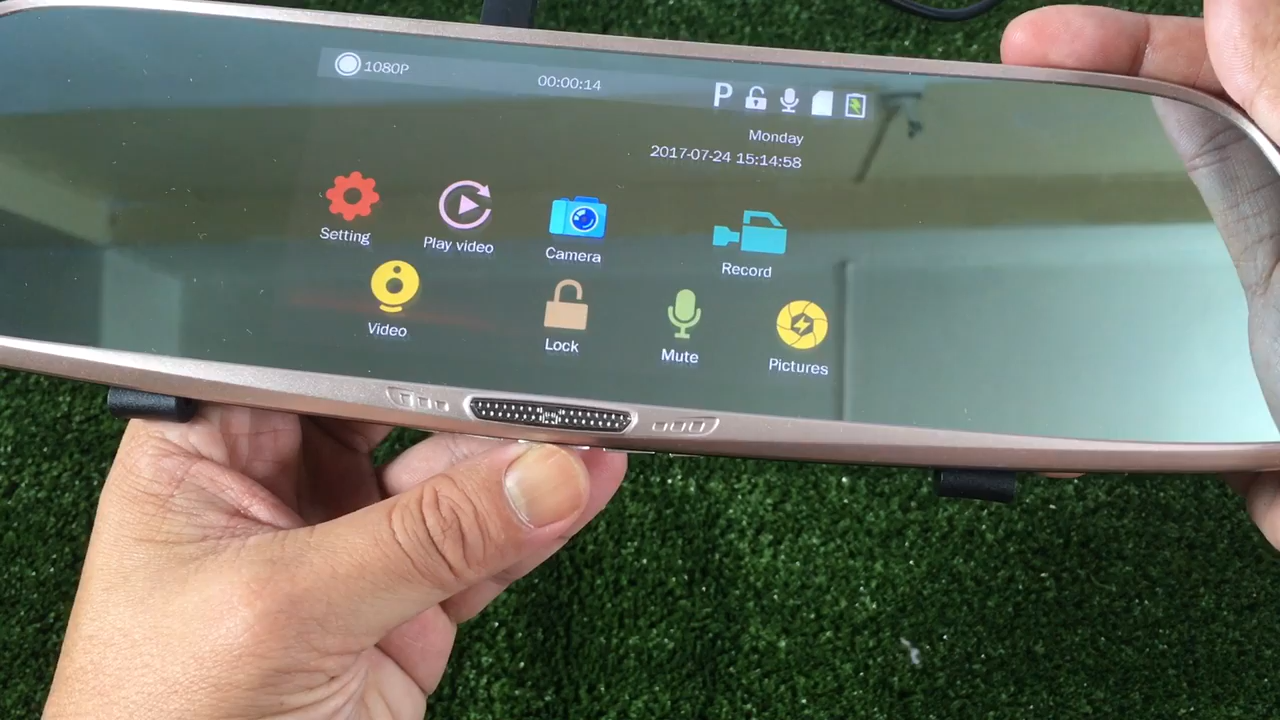 1080P
00:00:14
P
Monday
2017-07-24 15:14:58
Setting
Play video
Camera
Record
Video
Lock
Mute
Pictures